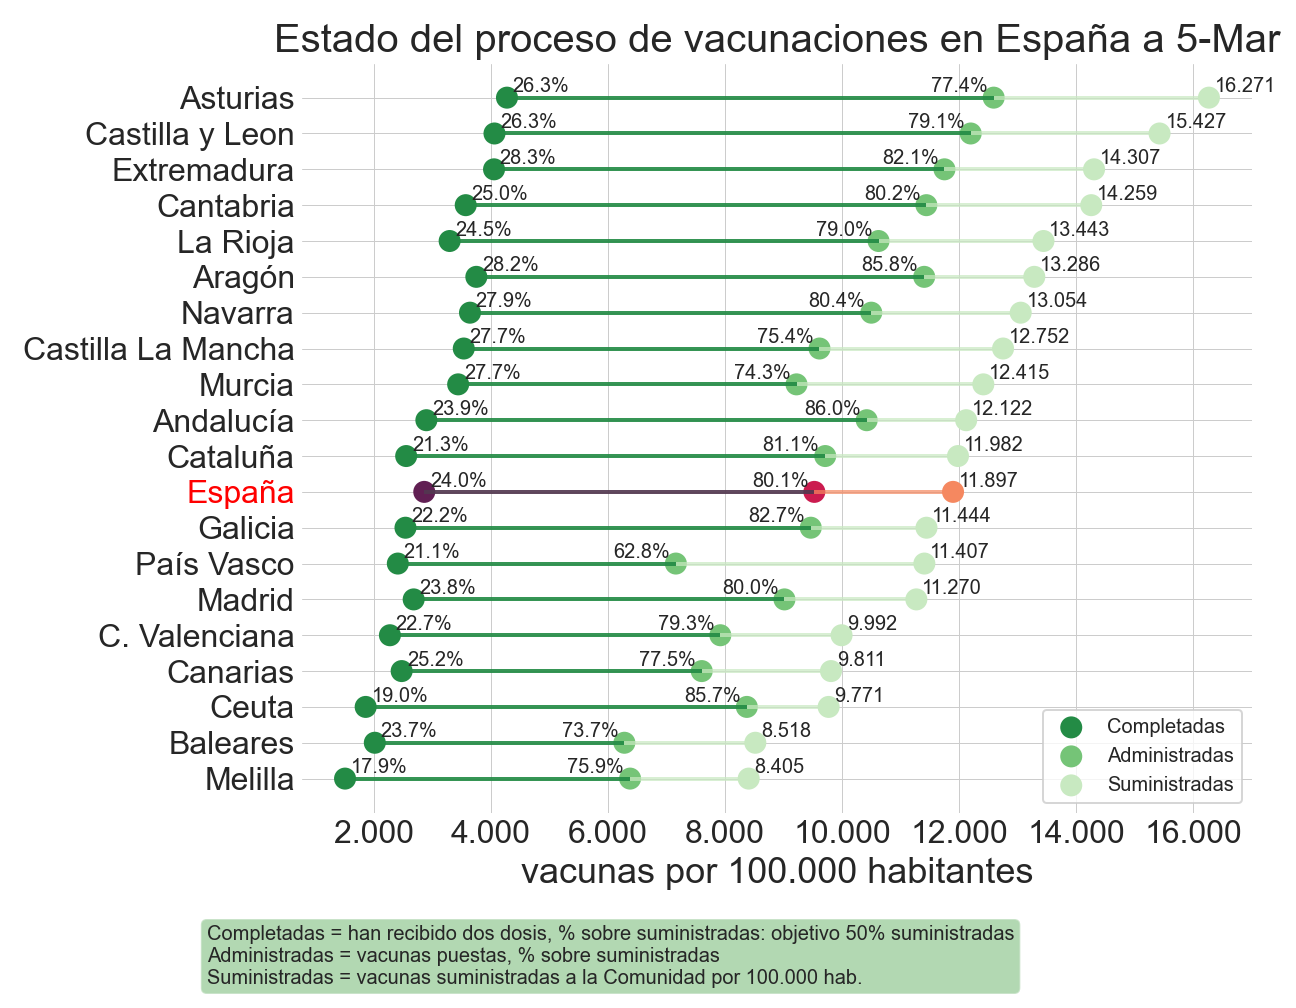 Estado del proceso de vacunaciones en España a 5-Mar
Asturias 26.3% 77.4% 16.271
Castilla y Leon 26.3% 79.1% 15.427
Extremadura 28.3% 82.1% 14.307
Cantabria 25.0% 80.2% 14.259
La Rioja 24.5% 79.0% 13.443
Aragón 28.2% 85.8% 13.286
Navarra 27.9% 80.4% 13.054
Castilla La Mancha 27.7% 75.4% 12.752
Murcia 27.7% 74.3% 12.415
Andalucía 23.9% 86.0% 12.122
Cataluña 21.3% 81.1% 11.982
España 24.0% 80.1% 11.897
Galicia 22.2% 82.7% 11.444
País Vasco 21.1% 62.8% 11.407
Madrid 23.8% 80.0% 11.270
C. Valenciana 22.7% 79.3% 9.992
Canarias 25.2% 77.5% 9.811
Ceuta 19.0% 85.7% 9.771
Baleares 23.7% 73.7% 8.518
Melilla 17.9% 75.9% 8.405
Completadas
Administradas
Suministradas
2.000 4.000 6.000 8.000 10.000 12.000 14.000 16.000
vacunas por 100.000 habitantes
Completadas = han recibido dos dosis, % sobre suministradas: objetivo 50% suministradas
Administradas = vacunas puestas, % sobre suministradas
Suministradas = vacunas suministradas a la Comunidad por 100.000 hab.